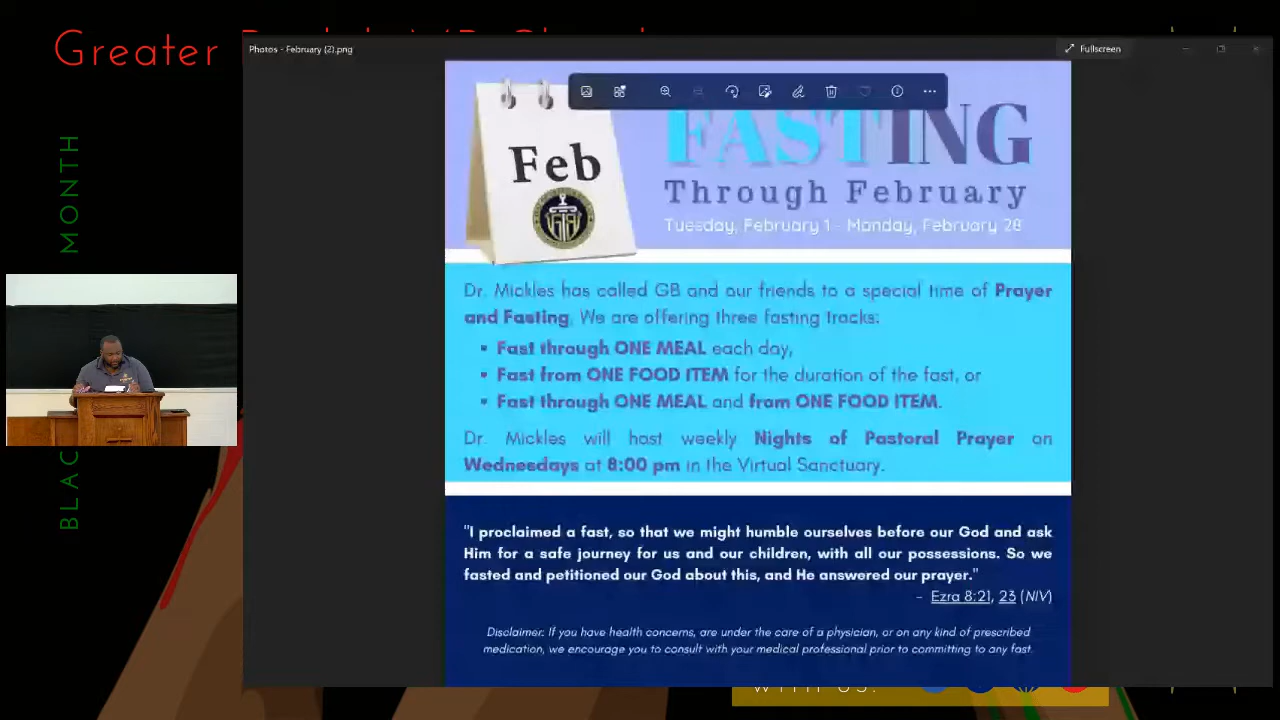 Greater
Photos - February (2).png
Fullscreen
MONTH
Feb
FASTING
Through February
Tuesday, February 1 - Monday, February 28
Dr. Mickles has called GB and our friends to a special time of Prayer
and Fasting. We are offering three fasting tracks:
▪ Fast through ONE MEAL each day,
▪ Fast from ONE FOOD ITEM for the duration of the fast, or
▪ Fast through ONE MEAL and from ONE FOOD ITEM.
Dr. Mickles will host weekly Nights of Pastoral Prayer on
Wednesdays at 8:00 pm in the Virtual Sanctuary.
"I proclaimed a fast, so that we might humble ourselves before our God and ask
Him for a safe journey for us and our children, with all our possessions. So we
fasted and petitioned our God about this, and He answered our prayer."
- Ezra 8:21, 23 (NIV)
Disclaimer: If you have health concerns, are under the care of a physician, or on any kind of prescribed
medication, we encourage you to consult with your medical professional prior to committing to any fast.
BLAC